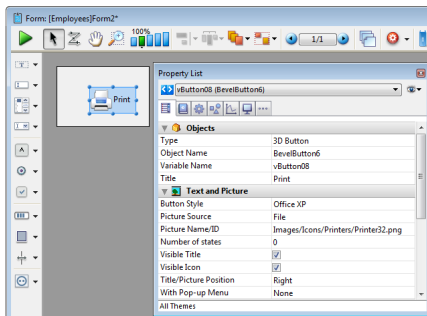 Form: [Employees]Form2*
100%
1/1
Print
Property List
vButton08 (BevelButton6)
Objects
Type 3D Button
Object Name BevelButton6
Variable Name vButton08
Title Print
Text and Picture
Button Style Office XP
Picture Source File
Picture Name/ID Images/Icons/Printers/Printer32.png
Number of states 0
Visible Title
Visible Icon
Title/Picture Position Right
With Pop-up Menu None
All Themes